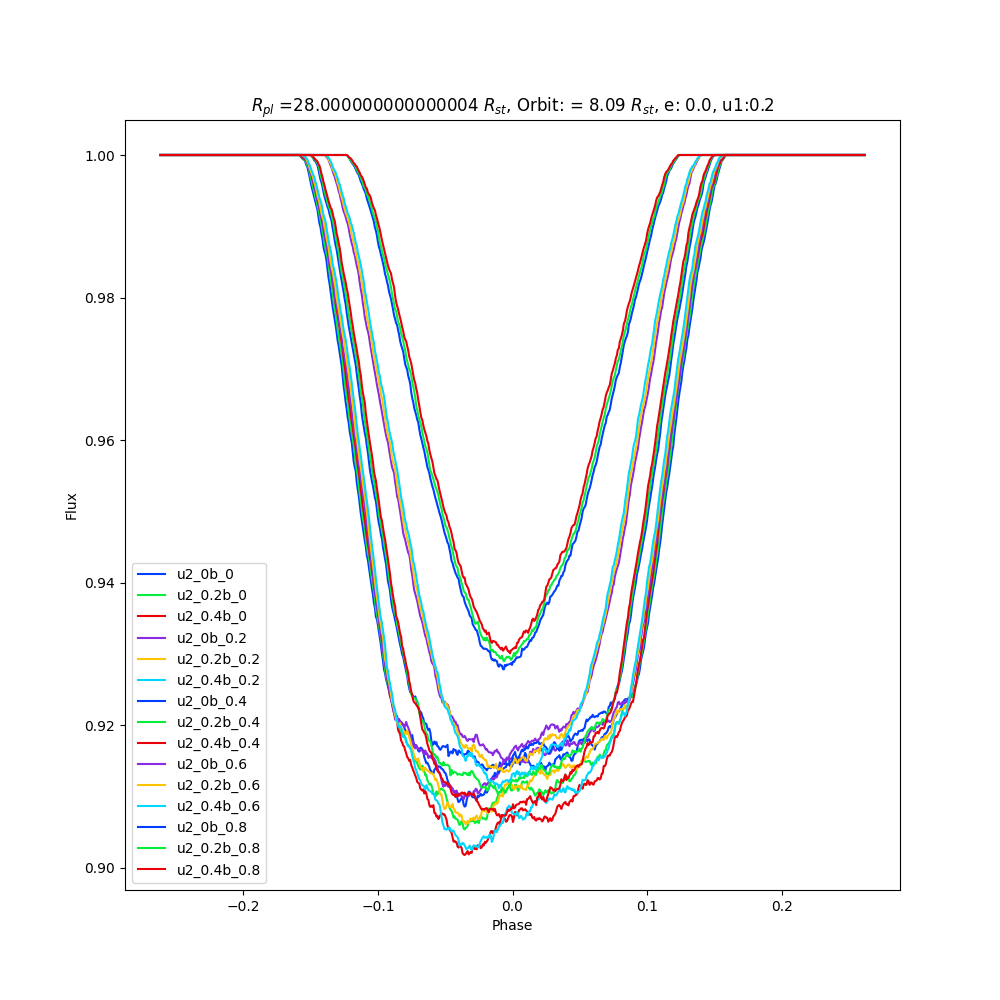 R_pl =28.000000000000004 R_st, Orbit: = 8.09 R_st, e: 0.0, u1:0.2
1.00
0.98
0.96
Flux
0.94
0.92
0.90
u2_0b_0
u2_0.2b_0
u2_0.4b_0
u2_0b_0.2
u2_0.2b_0.2
u2_0.4b_0.2
u2_0b_0.4
u2_0.2b_0.4
u2_0.4b_0.4
u2_0b_0.6
u2_0.2b_0.6
u2_0.4b_0.6
u2_0b_0.8
u2_0.2b_0.8
u2_0.4b_0.8
−0.2 −0.1 0.0 0.1 0.2
Phase